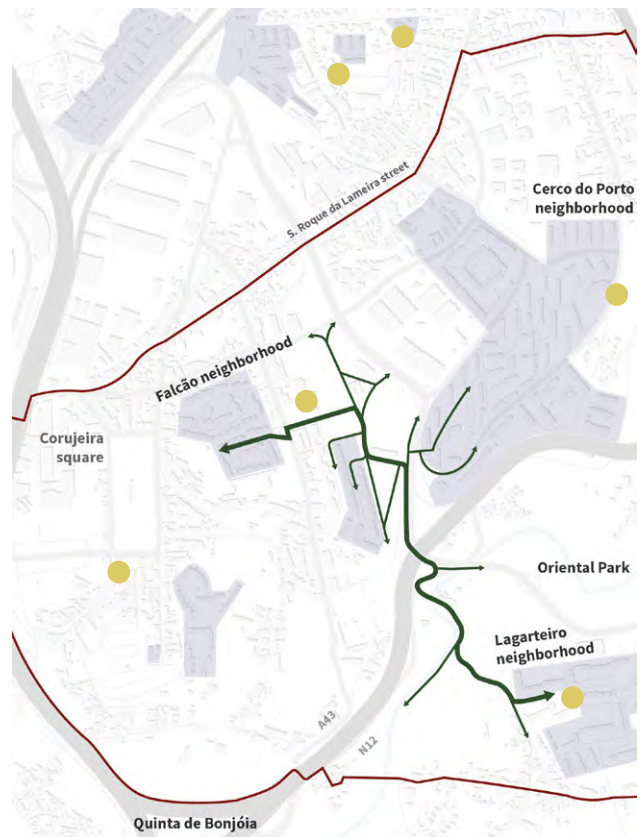 S. Roque da Lameira street
Cerco do Porto
neighborhood
Falcão neighborhood
Corujeira
square
Oriental Park
Lagarteiro
neighborhood
A43
N12
Quinta de Bonjóia